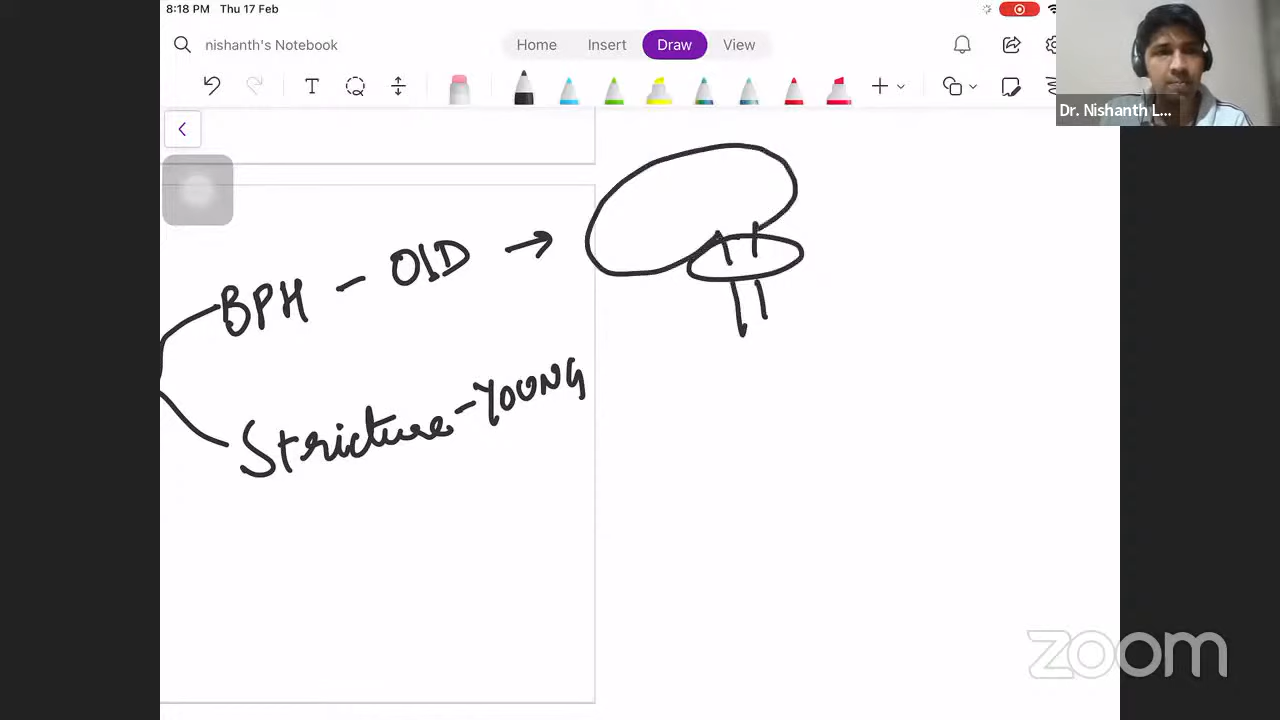 8:18 PM Thu 17 Feb
nishanth's Notebook
Home Insert Draw View
T
Dr. Nishanth L...
BPH - OLD →
Stricture - YOUNG
zoom